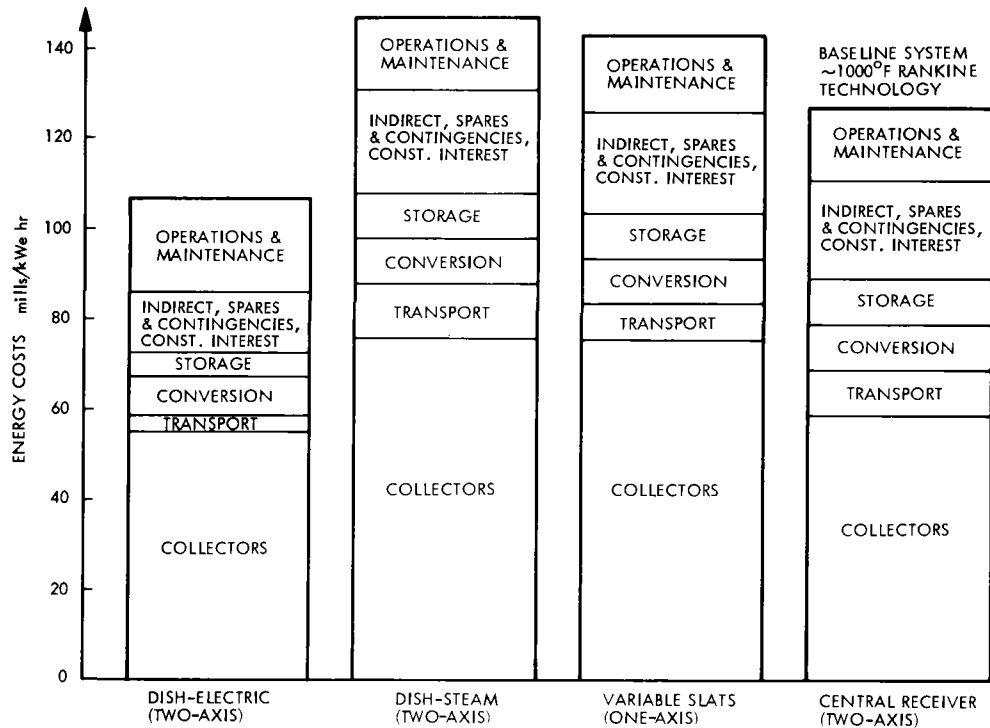 ENERGY COSTS mills/kWe hr
140
120
100
80
60
40
20
0
OPERATIONS &
MAINTENANCE
INDIRECT, SPARES
& CONTINGENCIES,
CONST. INTEREST
STORAGE
CONVERSION
TRANSPORT
COLLECTORS
DISH-ELECTRIC
(TWO-AXIS)
OPERATIONS &
MAINTENANCE
INDIRECT, SPARES
& CONTINGENCIES,
CONST. INTEREST
STORAGE
CONVERSION
TRANSPORT
COLLECTORS
DISH-STEAM
(TWO-AXIS)
OPERATIONS &
MAINTENANCE
INDIRECT, SPARES
& CONTINGENCIES,
CONST. INTEREST
STORAGE
CONVERSION
TRANSPORT
COLLECTORS
VARIABLE SLATS
(ONE-AXIS)
BASELINE SYSTEM
~1000°F RANKINE
TECHNOLOGY
OPERATIONS &
MAINTENANCE
INDIRECT, SPARES
& CONTINGENCIES,
CONST. INTEREST
STORAGE
CONVERSION
TRANSPORT
COLLECTORS
CENTRAL RECEIVER
(TWO-AXIS)